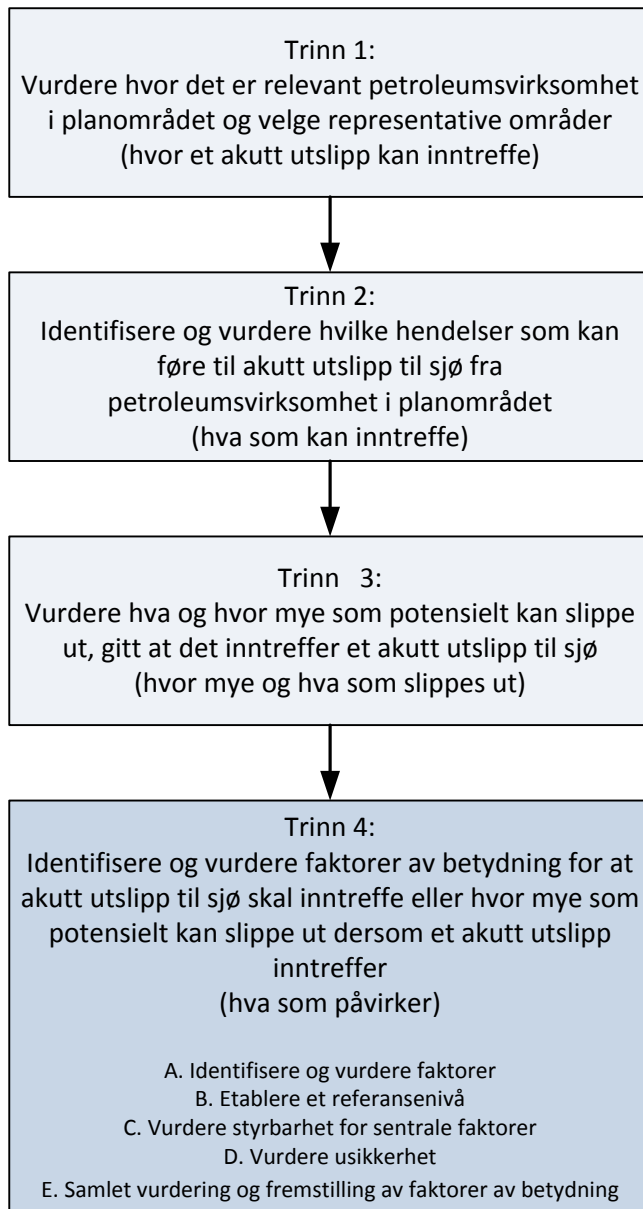 Trinn 1:
Vurdere hvor det er relevant petroleumsvirksomhet
i planområdet og velge representative områder
(hvor et akutt utslipp kan inntreffe)
Trinn 2:
Identifisere og vurdere hvilke hendelser som kan
føre til akutt utslipp til sjø fra
petroleumsvirksomhet i planområdet
(hva som kan inntreffe)
Trinn 3:
Vurdere hva og hvor mye som potensielt kan slippe
ut, gitt at det inntreffer et akutt utslipp til sjø
(hvor mye og hva som slippes ut)
Trinn 4:
Identifisere og vurdere faktorer av betydning for at
akutt utslipp til sjø skal inntreffe eller hvor mye som
potensielt kan slippe ut dersom et akutt utslipp
inntreffer
(hva som påvirker)
A. Identifisere og vurdere faktorer
B. Etablere et referansenivå
C. Vurdere styrbarhet for sentrale faktorer
D. Vurdere usikkerhet
E. Samlet vurdering og fremstilling av faktorer av betydning